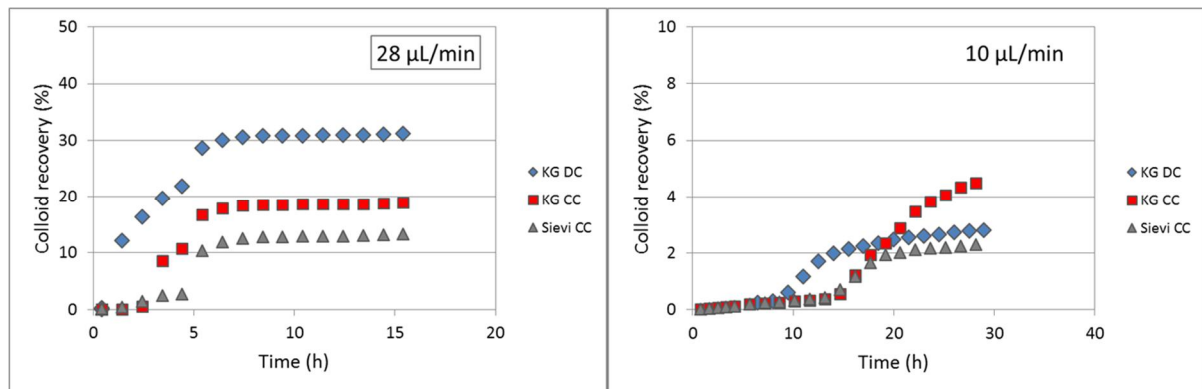 28 µL/min
Colloid recovery (%)
50
40
30
20
10
0
0 5 10 15 20
Time (h)
KG DC
KG CC
Sievi CC
10 µL/min
Colloid recovery (%)
10
8
6
4
2
0
0 10 20 30 40
Time (h)
KG DC
KG CC
Sievi CC